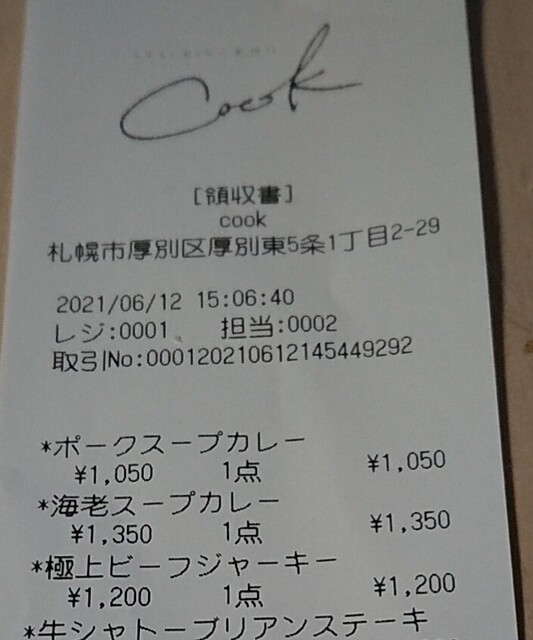 Cook
[領収書]
cook
札幌市厚別区厚別東5条1丁目2-29
2021/06/12 15:06:40
レジ:0001、 担当:0002
取引No:000120210612145449292
*ポークスープカレー
¥1,050 1点 ¥1,050
*海老スープカレー
¥1,350 1点 ¥1,350
*極上ビーフジャーキー
¥1,200 1点 ¥1,200
*牛シャトーブリアンステーキ